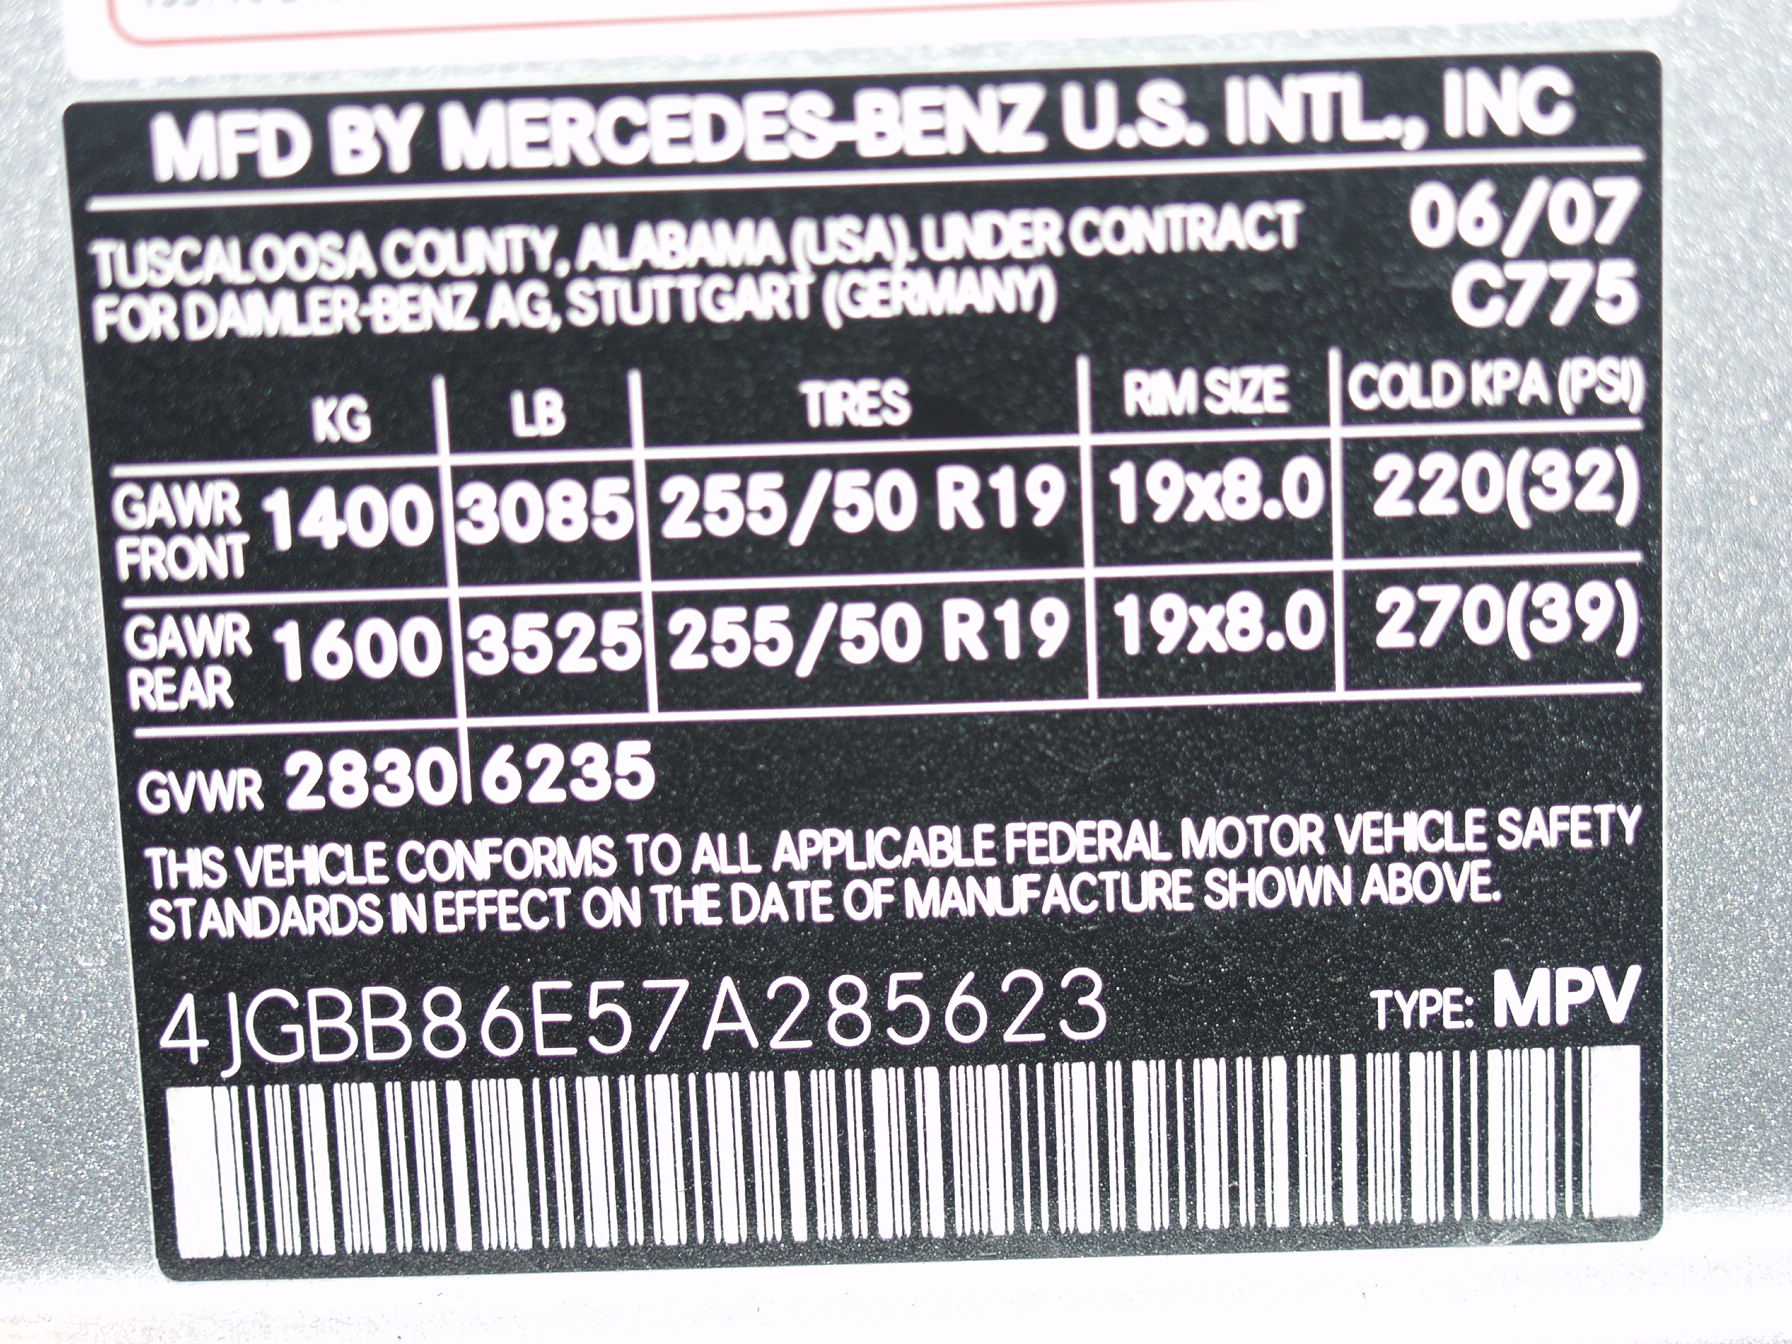 MFD BY MERCEDES-BENZ U.S. INTL., INC
TUSCALOOSA COUNTY, ALABAMA (USA). UNDER CONTRACT 06/07
FOR DAIMLER-BENZ AG, STUTTGART (GERMANY) C775
KG LB TIRES RIM SIZE COLD KPA (PSI)
GAWR FRONT 1400 3085 255/50 R19 19x8.0 220(32)
GAWR REAR 1600 3525 255/50 R19 19x8.0 270(39)
GVWR 2830 6235
THIS VEHICLE CONFORMS TO ALL APPLICABLE FEDERAL MOTOR VEHICLE SAFETY
STANDARDS IN EFFECT ON THE DATE OF MANUFACTURE SHOWN ABOVE.
4JGBB86E57A285623 TYPE: MPV